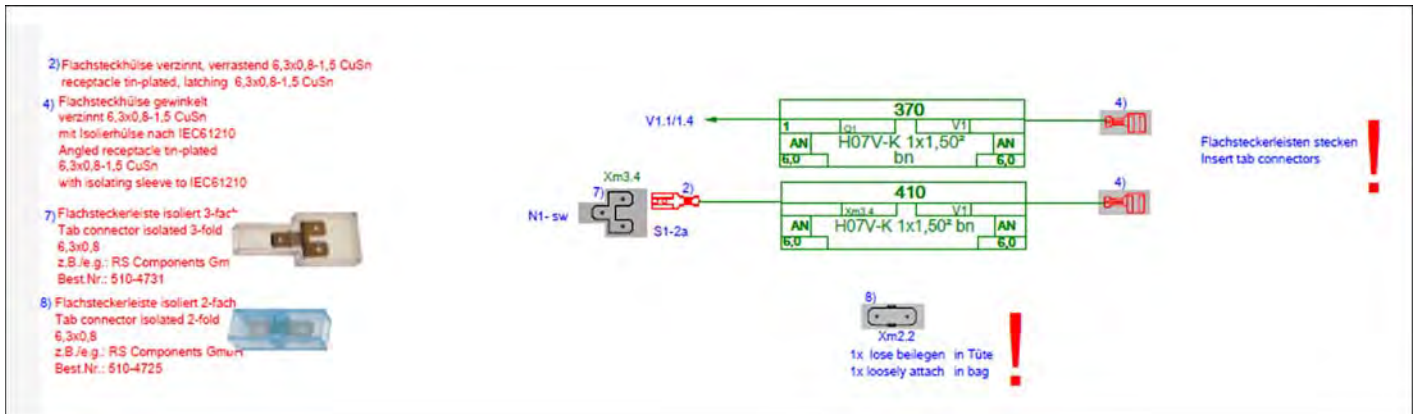 2) Flachsteckhülse verzinnt, verrastend 6,3x0,8-1,5 CuSn
receptacle tin-plated, latching 6,3x0,8-1,5 CuSn
4) Flachsteckhülse gewinkelt
verzinnt 6,3x0,8-1,5 CuSn
mit Isolierhülse nach IEC61210
Angled receptacle tin-plated
6,3x0,8-1,5 CuSn
with isolating sleeve to IEC61210
7) Flachsteckerleiste isoliert 3-fach
Tab connector isolated 3-fold
6,3x0,8
z.B./e.g.: RS Components Gm
Best.Nr.: 510-4731
8) Flachsteckerleiste isoliert 2-fach
Tab connector isolated 2-fold
6,3x0,8
z.B./e.g.: RS Components GmbH
Best.Nr.: 510-4725
V1.1/1.4
370
1 Q1 V1
AN H07V-K 1x1,50² AN
6,0 bn 6,0
4)
Xm3.4
7)
2)
N1- sw
S1-2a
410
Xm3.4 V1
AN H07V-K 1x1,50² bn AN
6,0 6,0
4)
8)
Xm2.2
1x lose beilegen in Tüte
1x loosely attach in bag
!
Flachsteckerleisten stecken
Insert tab connectors
!